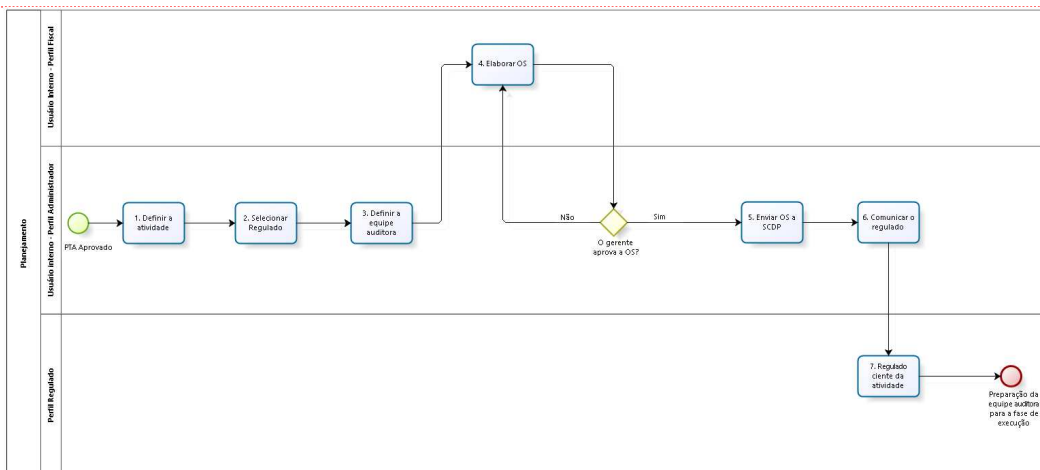 Planejamento
Usuário Interno - Perfil Fiscal
4. Elaborar OS
Usuário interno - Perfil Administrador
PTA Aprovado
1. Definir a
atividade
2. Selecionar
Regulado
3. Definir a
equipe
auditora
Não
O gerente
aprova a OS?
Sim
5. Enviar OS a
SCDP
6. Comunicar o
regulado
Perfil Regulado
7. Regulado
ciente da
atividade
Preparação da
equipe auditora
para a fase de
execução